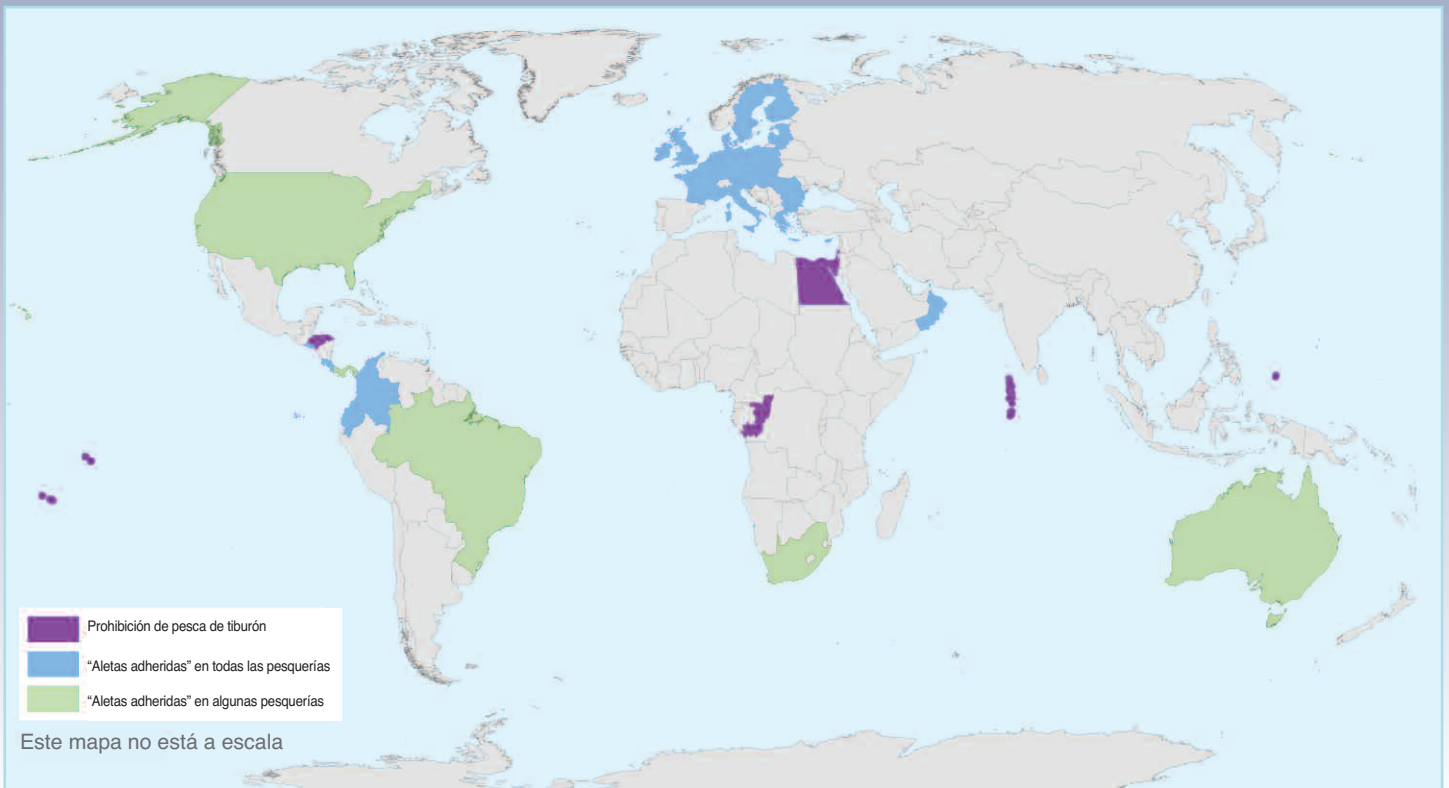 Prohibición de pesca de tiburón
“Aletas adheridas” en todas las pesquerías
“Aletas adheridas” en algunas pesquerías
Este mapa no está a escala